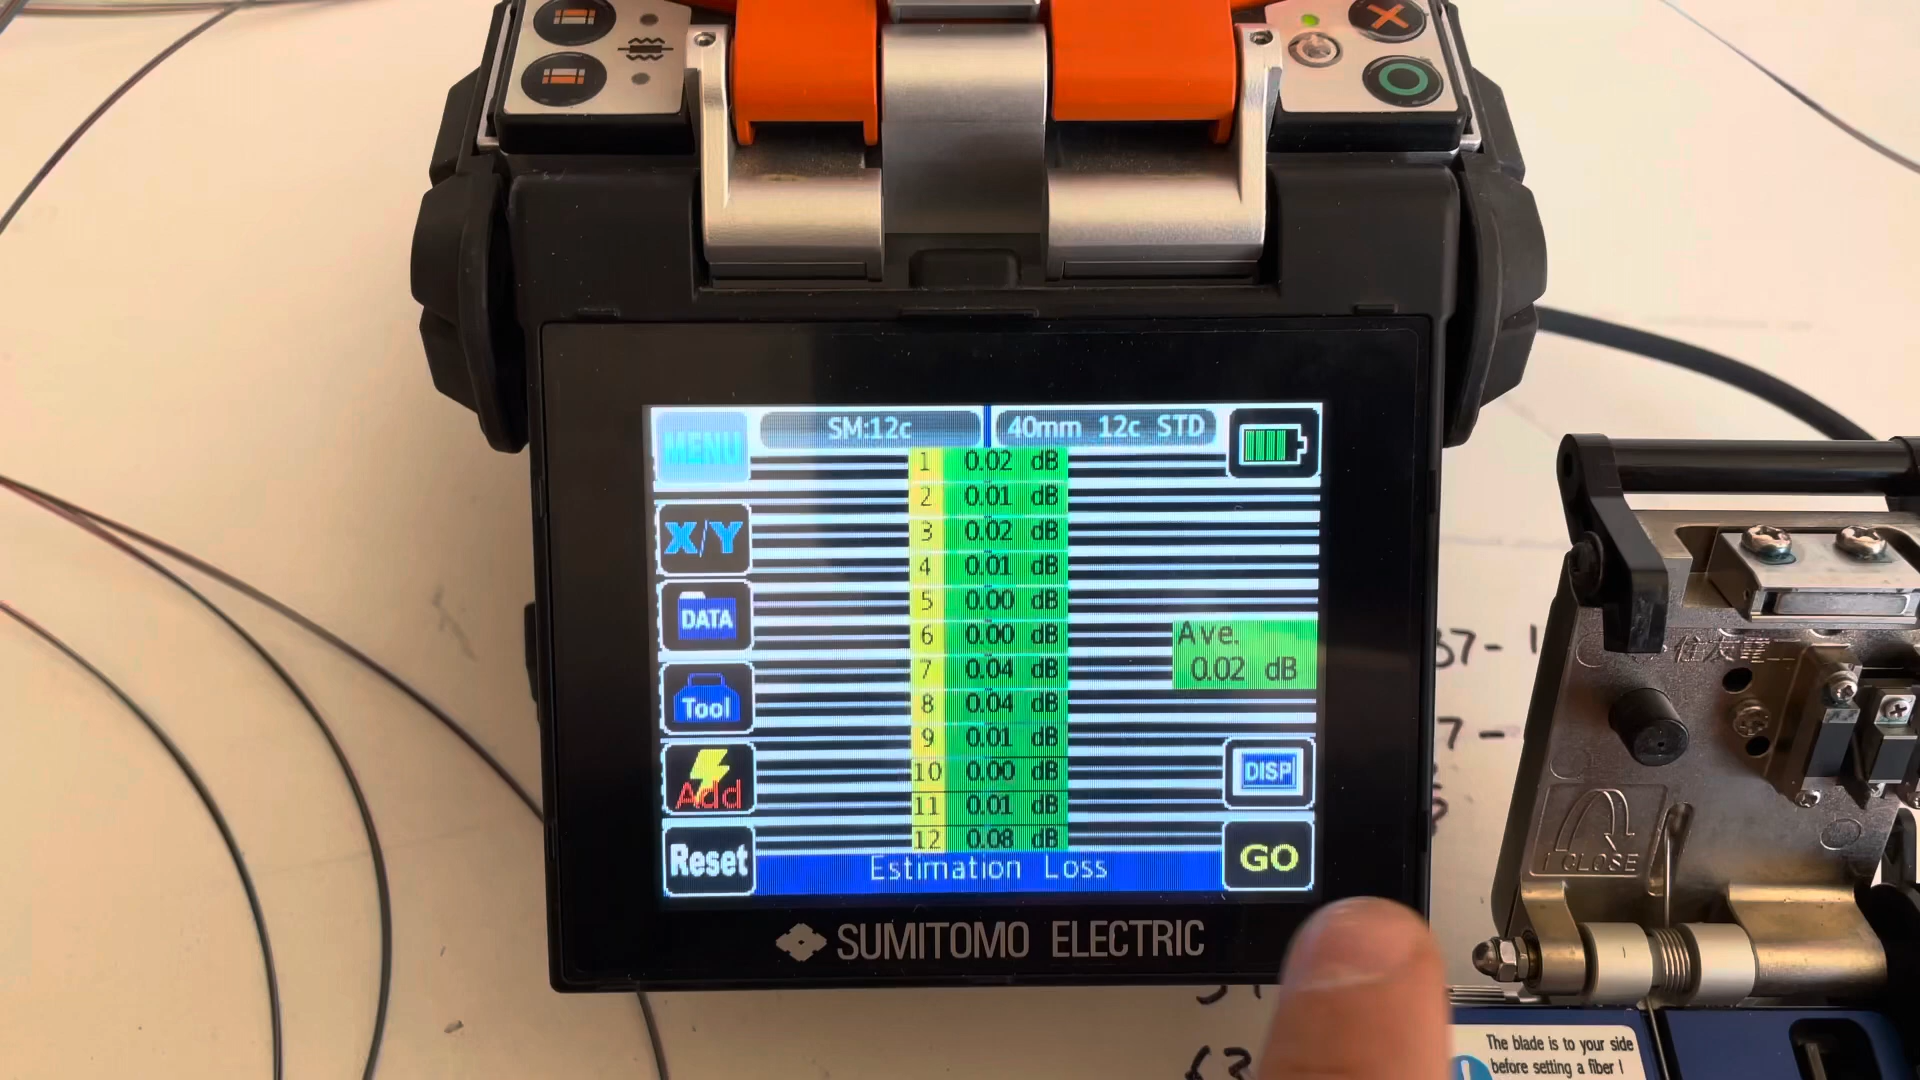 MENU
SM:12c
40mm 12c STD
1 0.02 dB
2 0.01 dB
3 0.02 dB
4 0.01 dB
5 0.00 dB
6 0.00 dB
7 0.04 dB
8 0.04 dB
9 0.01 dB
10 0.00 dB
11 0.01 dB
12 0.08 dB
X/Y
DATA
Tool
Add
Reset
Ave.
0.02 dB
DISP
GO
Estimation Loss
SUMITOMO ELECTRIC
CLOSE
The blade is to your side
before setting a fiber !